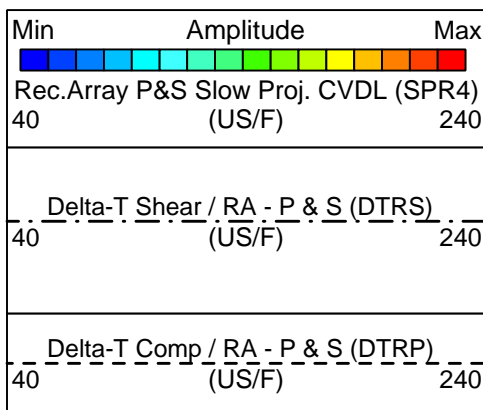 Min Amplitude Max
Rec.Array P&S Slow Proj. CVDL (SPR4)
40 (US/F) 240
Delta-T Shear / RA - P & S (DTRS)
40 (US/F) 240
Delta-T Comp / RA - P & S (DTRP)
40 (US/F) 240